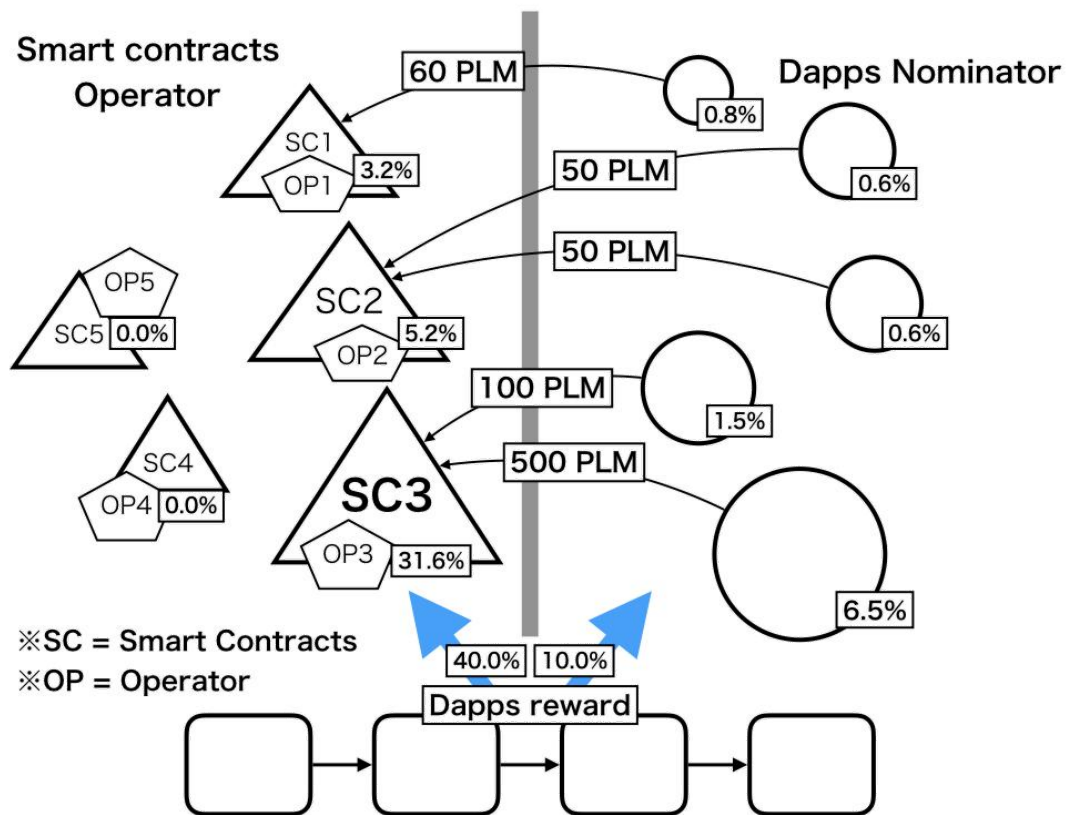 Smart contracts
Operator
Dapps Nominator
60 PLM
0.8%
SC1
OP1
3.2%
50 PLM
0.6%
50 PLM
0.6%
SC2
OP2
5.2%
OP5
SC5
0.0%
100 PLM
1.5%
500 PLM
6.5%
SC4
OP4
0.0%
SC3
OP3
31.6%
※SC = Smart Contracts
※OP = Operator
40.0%
10.0%
Dapps reward